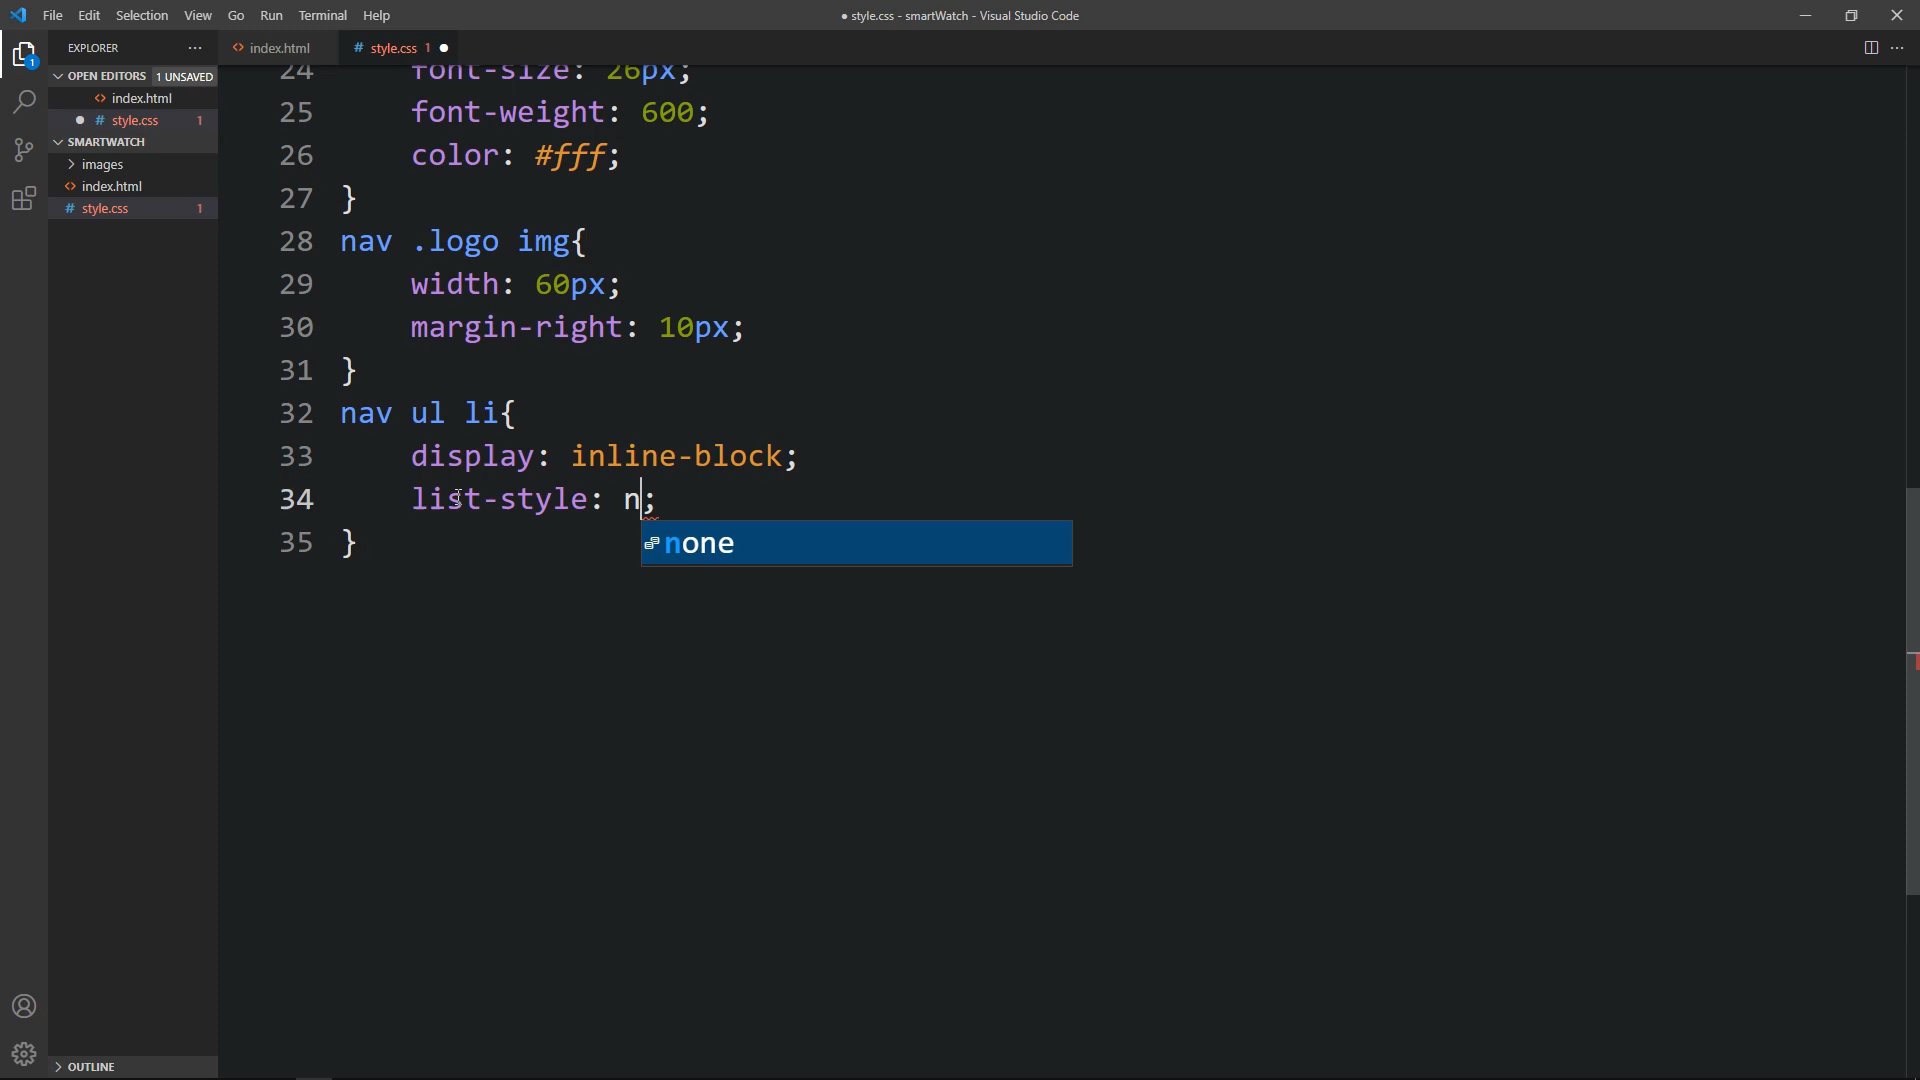 File Edit Selection View Go Run Terminal Help
● style.css - smartWatch - Visual Studio Code
EXPLORER
index.html
# style.css 1
OPEN EDITORS 1 UNSAVED
index.html
# style.css 1
SMARTWATCH
images
index.html
# style.css 1
OUTLINE
1
24 font-size: 26px;
25 font-weight: 600;
26 color: #fff;
27 }
28 nav .logo img{
29 width: 60px;
30 margin-right: 10px;
31 }
32 nav ul li{
33 display: inline-block;
34 list-style: n;
none
35 }